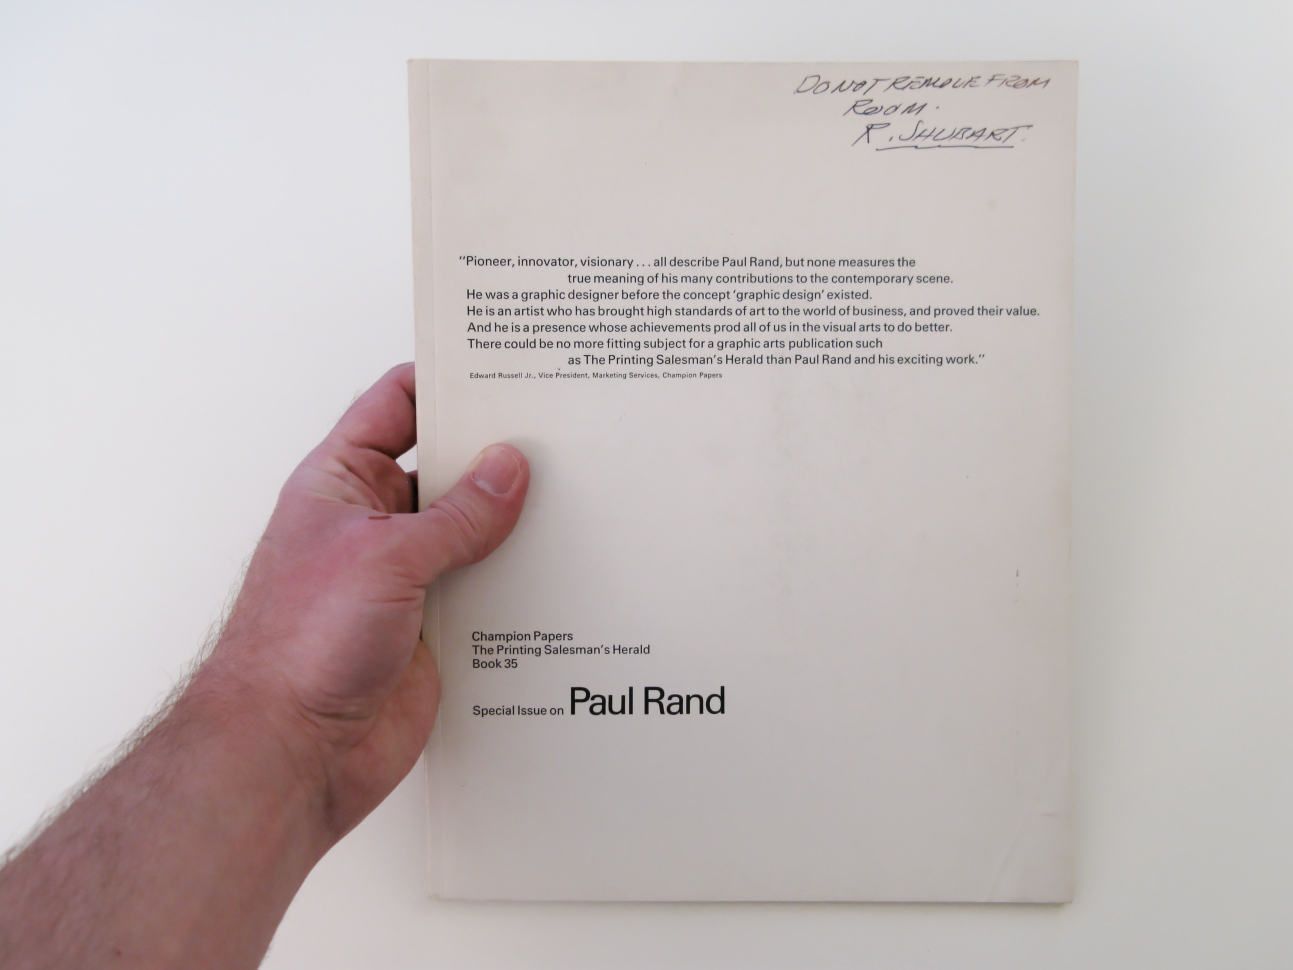 DO NOT REMOVE FROM
ROOM.
R. SHUBART.
"Pioneer, innovator, visionary . . . all describe Paul Rand, but none measures the
true meaning of his many contributions to the contemporary scene.
He was a graphic designer before the concept 'graphic design' existed.
He is an artist who has brought high standards of art to the world of business, and proved their value.
And he is a presence whose achievements prod all of us in the visual arts to do better.
There could be no more fitting subject for a graphic arts publication such
as The Printing Salesman's Herald than Paul Rand and his exciting work."
Edward Russell Jr., Vice President, Marketing Services, Champion Papers
Champion Papers
The Printing Salesman's Herald
Book 35
Special Issue on Paul Rand